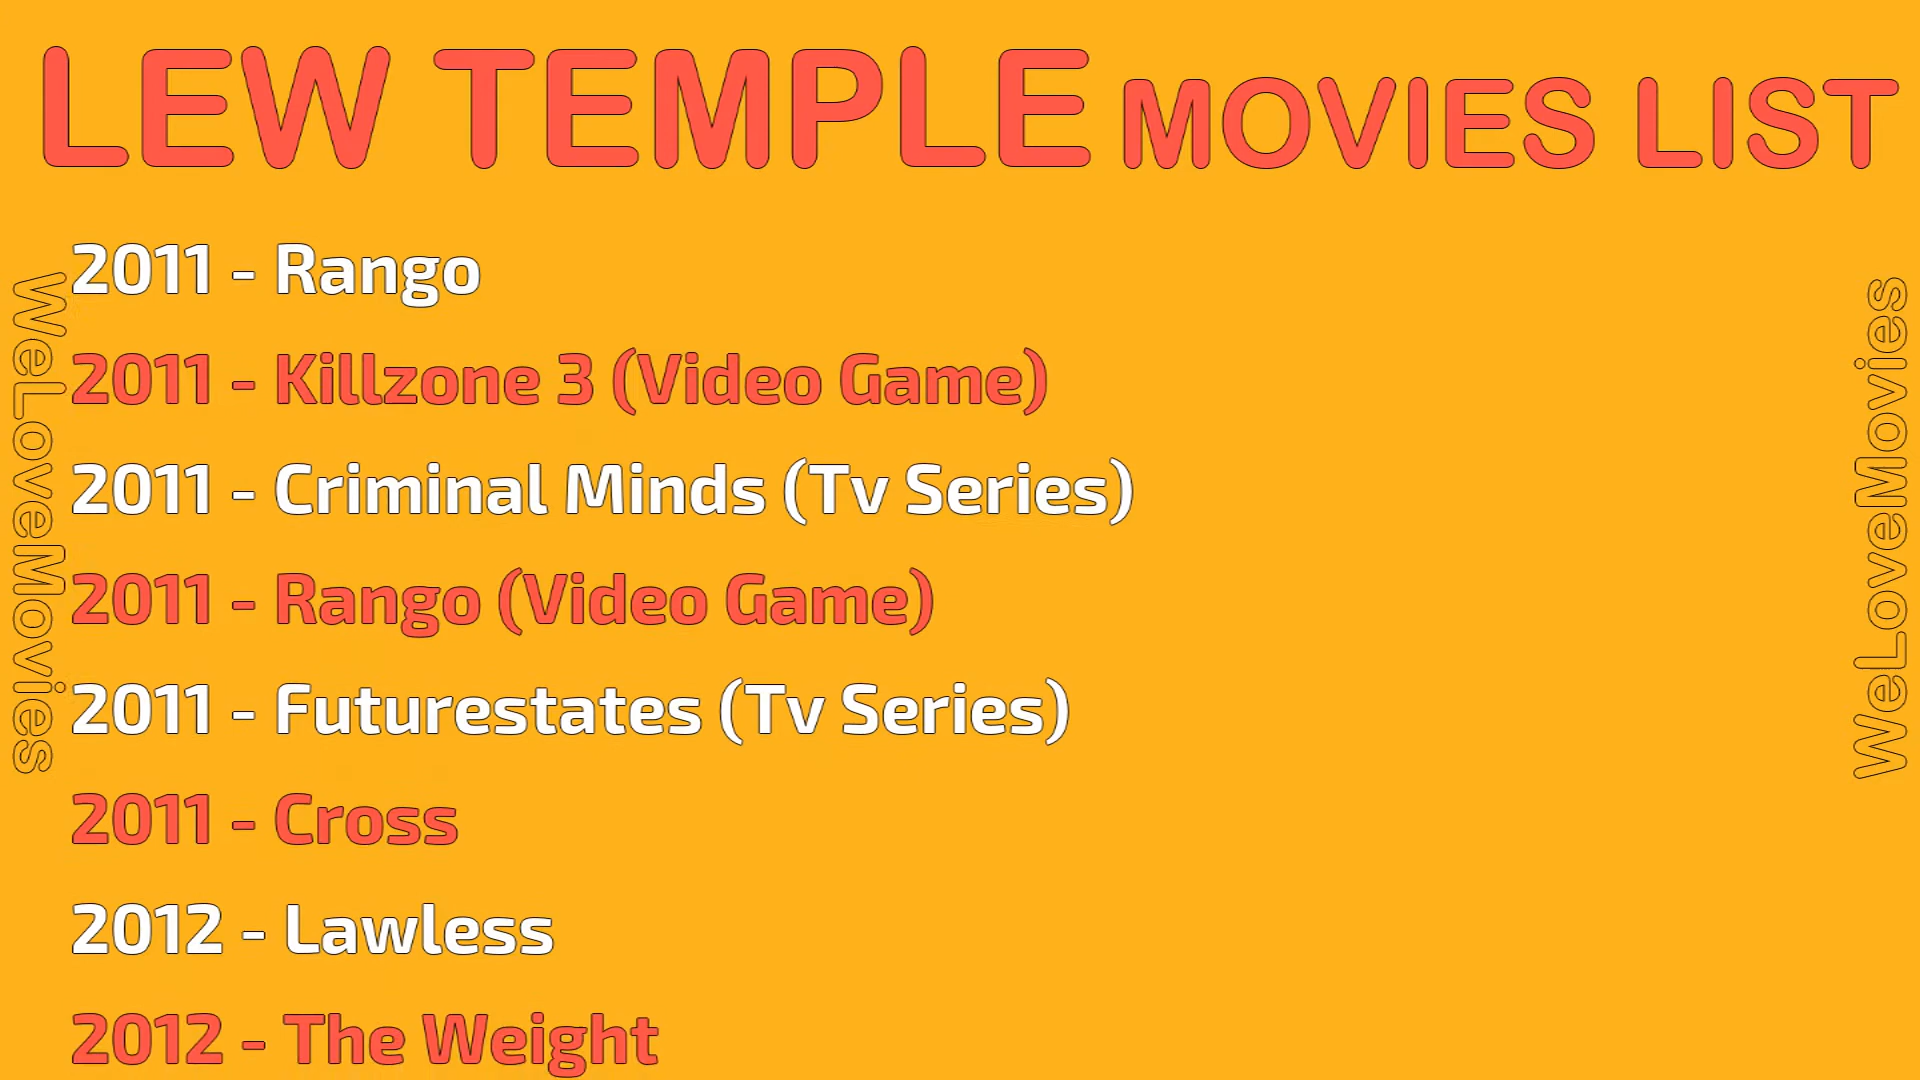 LEW TEMPLE MOVIES LIST
2011 - Rango
2011 - Killzone 3 (Video Game)
2011 - Criminal Minds (Tv Series)
2011 - Rango (Video Game)
2011 - Futurestates (Tv Series)
2011 - Cross
2012 - Lawless
2012 - The Weight
WeLoveMovies
WeLoveMovies